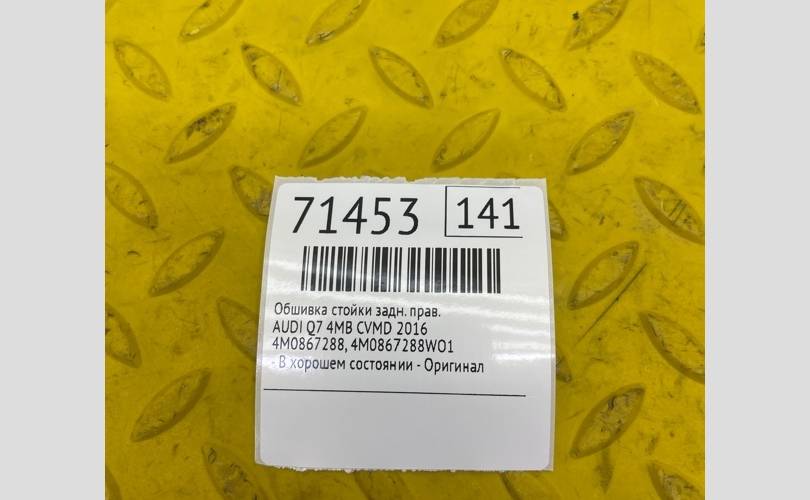 71453 141
Обшивка стойки задн. прав.
AUDI Q7 4MB CVMD 2016
4M0867288, 4M0867288WO1
- В хорошем состоянии - Оригинал